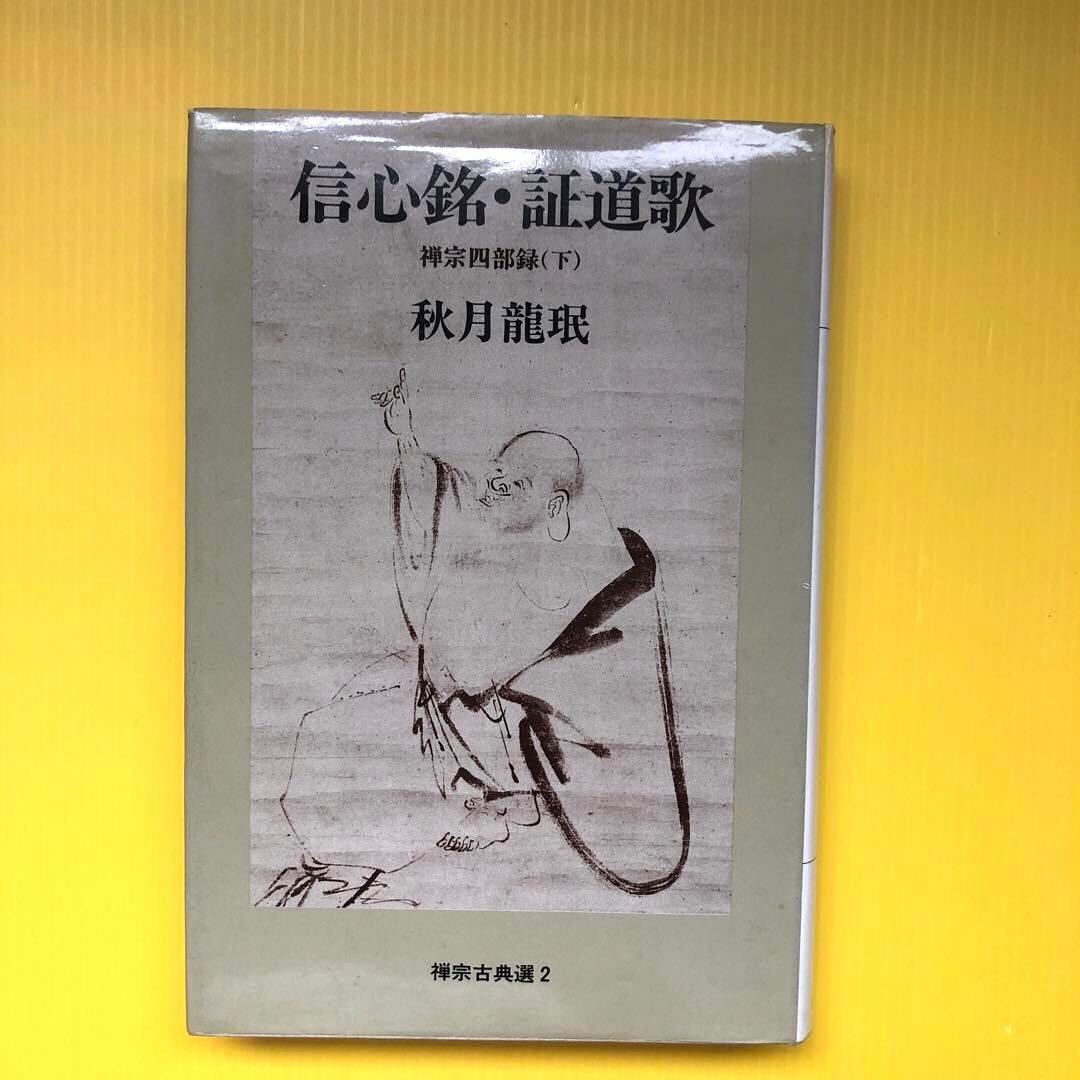 信心銘・証道歌
禅宗四部録(下)
秋月龍珉
禅宗古典選2